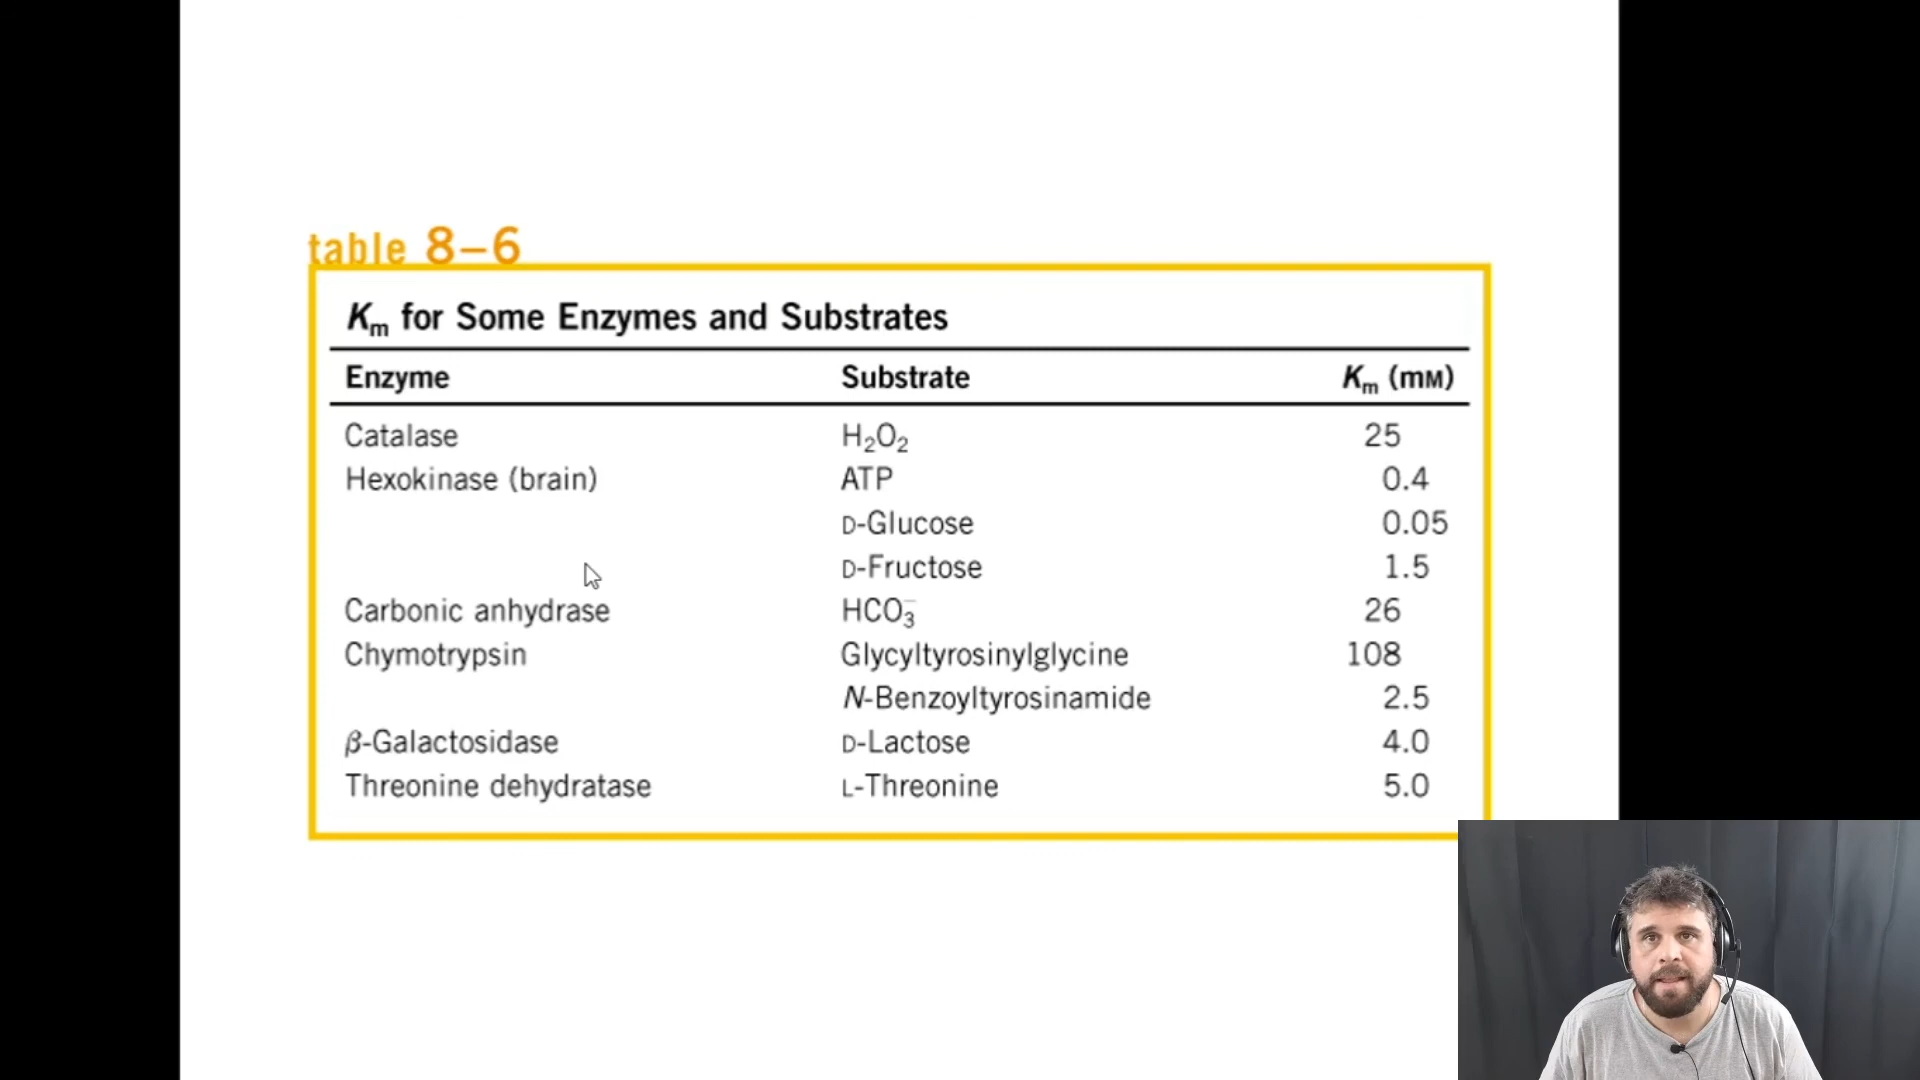 table 8–6
Km for Some Enzymes and Substrates
Enzyme Substrate Km (mM)
Catalase H₂O₂ 25
Hexokinase (brain) ATP 0.4
D-Glucose 0.05
D-Fructose 1.5
Carbonic anhydrase HCO₃⁻ 26
Chymotrypsin Glycyltyrosinylglycine 108
N-Benzoyltyrosinamide 2.5
β-Galactosidase D-Lactose 4.0
Threonine dehydratase L-Threonine 5.0